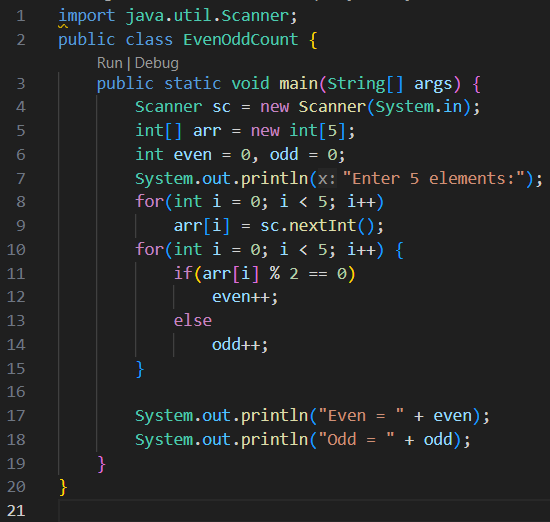 1 import java.util.Scanner;
2 public class EvenOddCount {
Run | Debug
3 public static void main(String[] args) {
4 Scanner sc = new Scanner(System.in);
5 int[] arr = new int[5];
6 int even = 0, odd = 0;
7 System.out.println(x: "Enter 5 elements:");
8 for(int i = 0; i < 5; i++)
9 arr[i] = sc.nextInt();
10 for(int i = 0; i < 5; i++) {
11 if(arr[i] % 2 == 0)
12 even++;
13 else
14 odd++;
15 }
16
17 System.out.println("Even = " + even);
18 System.out.println("Odd = " + odd);
19 }
20 }
21